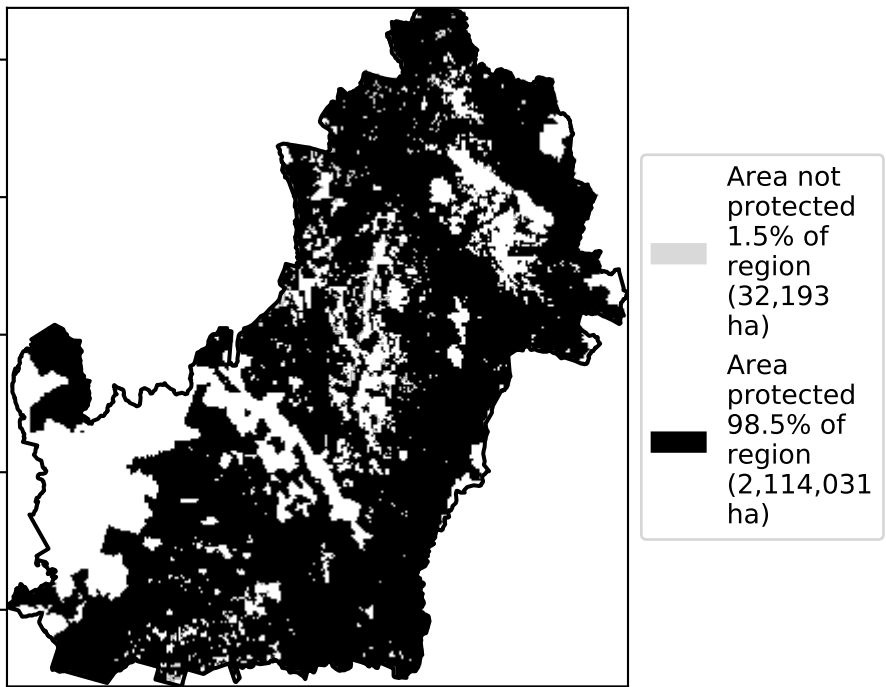 Area not
protected
1.5% of
region
(32,193
ha)
Area
protected
98.5% of
region
(2,114,031
ha)